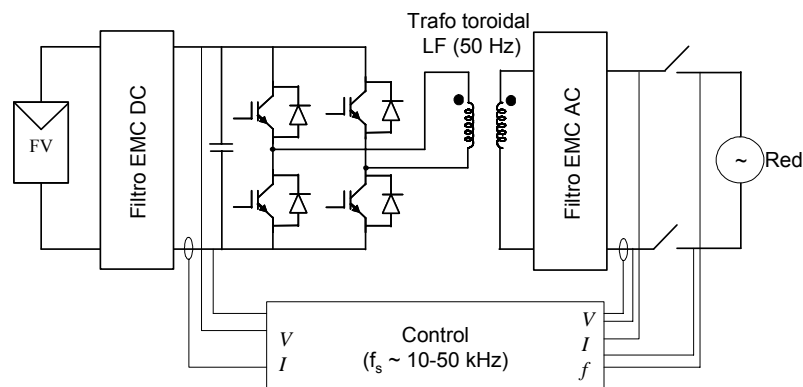 Trafo toroidal
LF (50 Hz)
FV
Filtro EMC DC
Filtro EMC AC
~
Red
V
I
Control
(fs ~ 10-50 kHz)
V
I
f